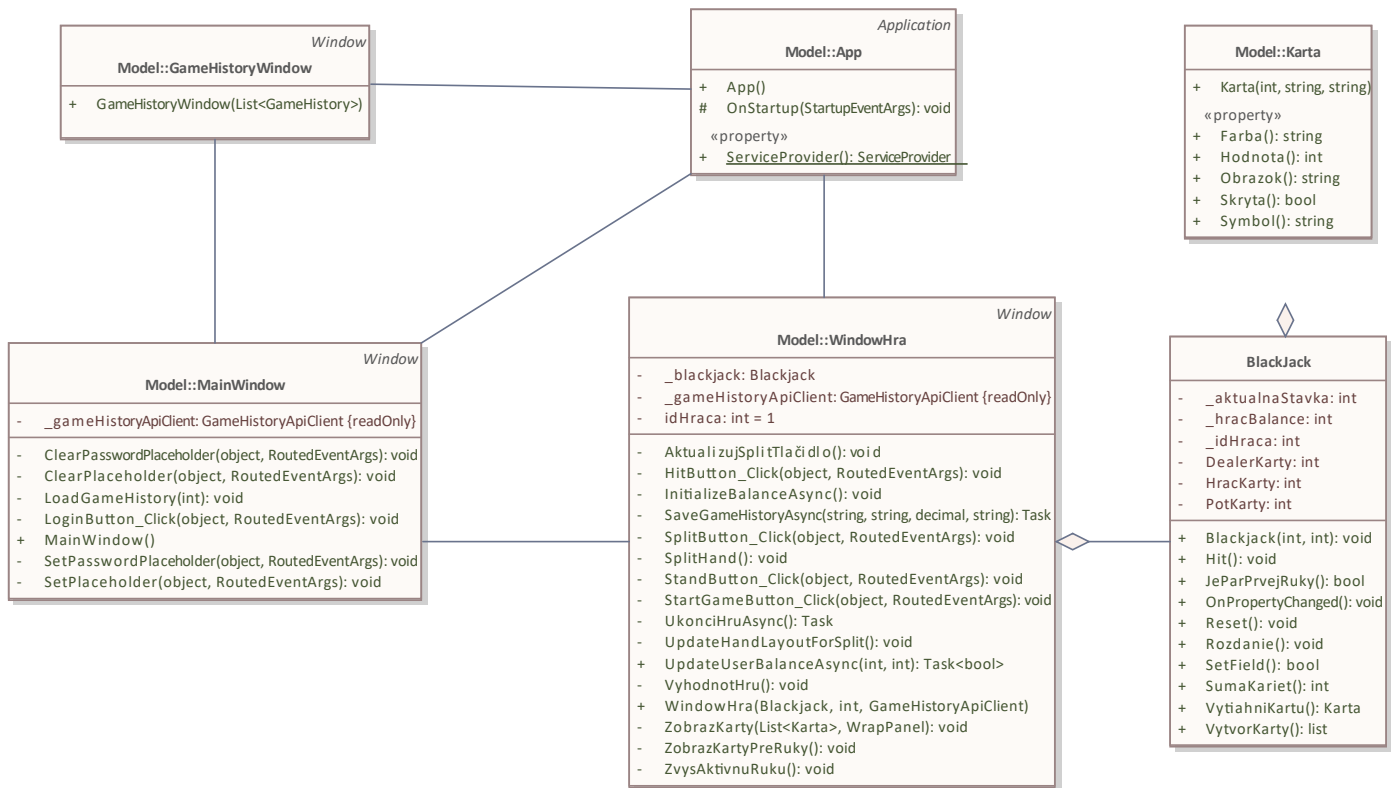 Window
Model::GameHistoryWindow
+ GameHistoryWindow(List<GameHistory>)
Application
Model::App
+ App()
# OnStartup(StartupEventArgs): void
«property»
+ ServiceProvider(): ServiceProvider
Model::Karta
+ Karta(int, string, string)
«property»
+ Farba(): string
+ Hodnota(): int
+ Obrazok(): string
+ Skryta(): bool
+ Symbol(): string
Window
Model::MainWindow
- _gameHistoryApiClient: GameHistoryApiClient {readOnly}
- ClearPasswordPlaceholder(object, RoutedEventArgs): void
- ClearPlaceholder(object, RoutedEventArgs): void
- LoadGameHistory(int): void
- LoginButton_Click(object, RoutedEventArgs): void
+ MainWindow()
- SetPasswordPlaceholder(object, RoutedEventArgs): void
- SetPlaceholder(object, RoutedEventArgs): void
Window
Model::WindowHra
- _blackjack: Blackjack
- _gameHistoryApiClient: GameHistoryApiClient {readOnly}
- idHraca: int = 1
- AktualizujSplitTlačidlo(): void
- HitButton_Click(object, RoutedEventArgs): void
- InitializeBalanceAsync(): void
- SaveGameHistoryAsync(string, string, decimal, string): Task
- SplitButton_Click(object, RoutedEventArgs): void
- SplitHand(): void
- StandButton_Click(object, RoutedEventArgs): void
- StartGameButton_Click(object, RoutedEventArgs): void
- UkonciHruAsync(): Task
- UpdateHandLayoutForSplit(): void
+ UpdateUserBalanceAsync(int, int): Task<bool>
- VyhodnotHru(): void
+ WindowHra(Blackjack, int, GameHistoryApiClient)
- ZobrazKarty(List<Karta>, WrapPanel): void
- ZobrazKartyPreRuky(): void
- ZvysAktivnuRuku(): void
BlackJack
- _aktualnaStavka: int
- _hracBalance: int
- _idHraca: int
- DealerKarty: int
- HracKarty: int
- PotKarty: int
+ Blackjack(int, int): void
+ Hit(): void
+ JeParPrvejRuky(): bool
+ OnPropertyChanged(): void
+ Reset(): void
+ Rozdanie(): void
+ SetField(): bool
+ SumaKariet(): int
+ VytiahniKartu(): Karta
+ VytvorKarty(): list